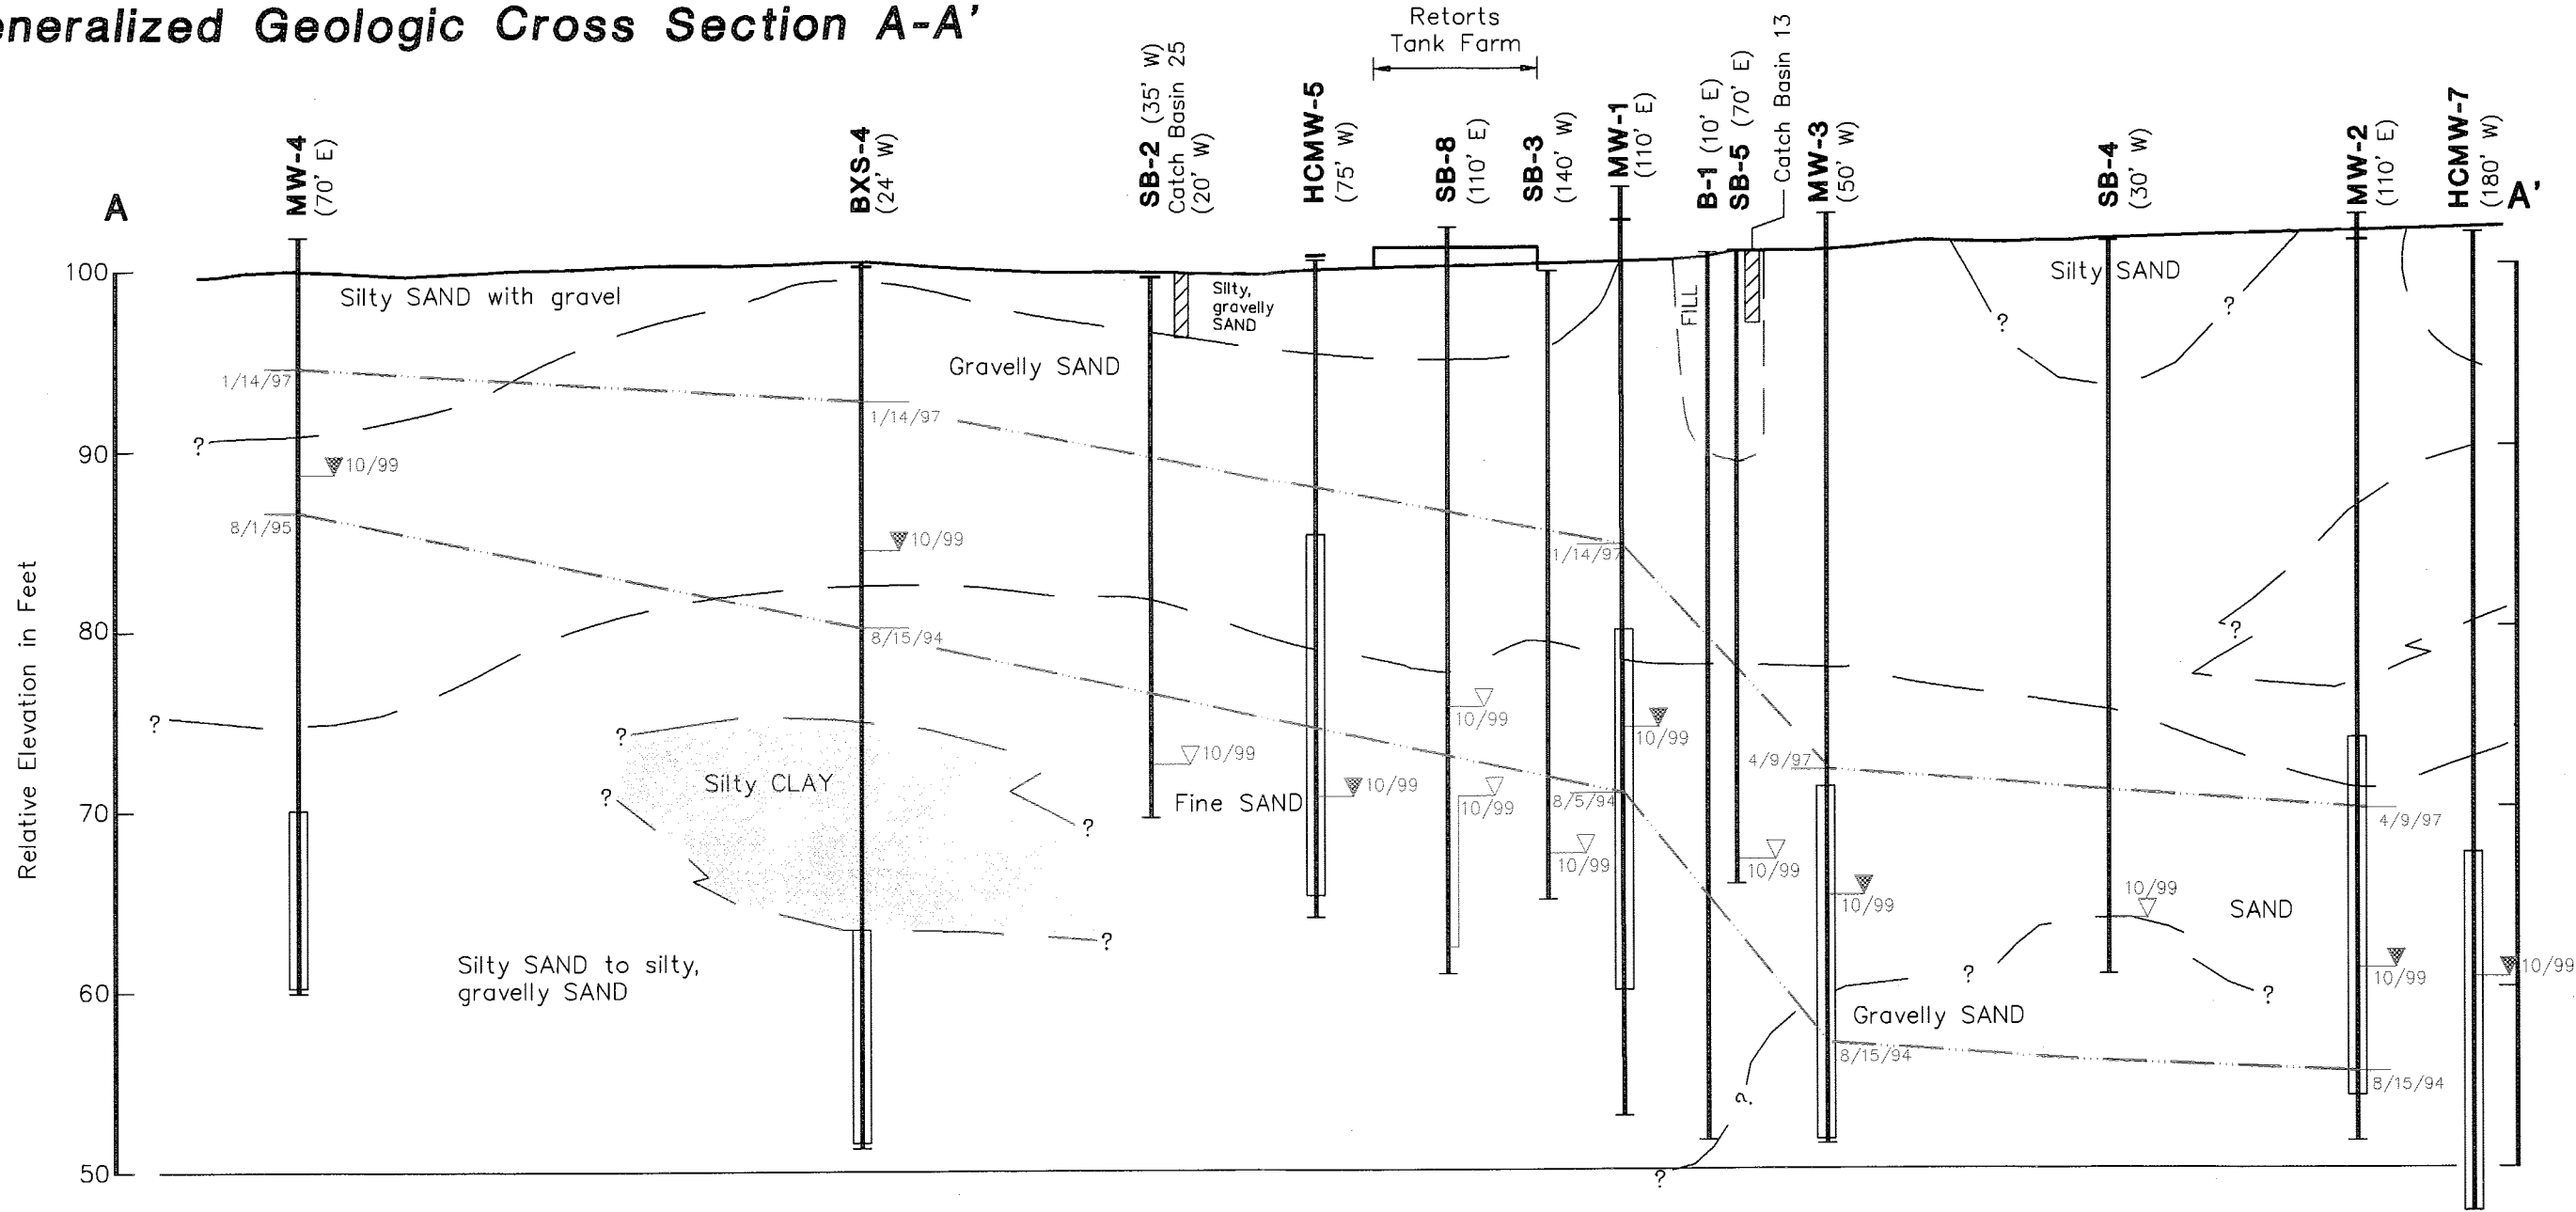 eneralized Geologic Cross Section A-A'
Retorts
Tank Farm
A
MW-4
(70' E)
BXS-4
(24' W)
SB-2 (35' W)
Catch Basin 25
(20' W)
HCMW-5
(75' W)
SB-8
(110' E)
SB-3
(140' W)
MW-1
(110' E)
B-1 (10' E)
SB-5 (70' E)
Catch Basin 13
MW-3
(50' W)
SB-4
(30' W)
MW-2
(110' E)
HCMW-7
(180' W)
A'
Relative Elevation in Feet
100
90
80
70
60
50
Silty SAND with gravel
Silty,
gravelly
SAND
FILL
Silty SAND
?
?
Gravelly SAND
1/14/97
1/14/97
?
10/99
8/1/95
10/99
1/14/97
8/15/94
?
?
?
10/99
10/99
10/99
4/9/97
Silty CLAY
?
Fine SAND
10/99
10/99
8/5/94
?
4/9/97
10/99
10/99
10/99
10/99
SAND
?
Silty SAND to silty,
gravelly SAND
?
?
10/99
10/99
Gravelly SAND
8/15/94
8/15/94
?
?